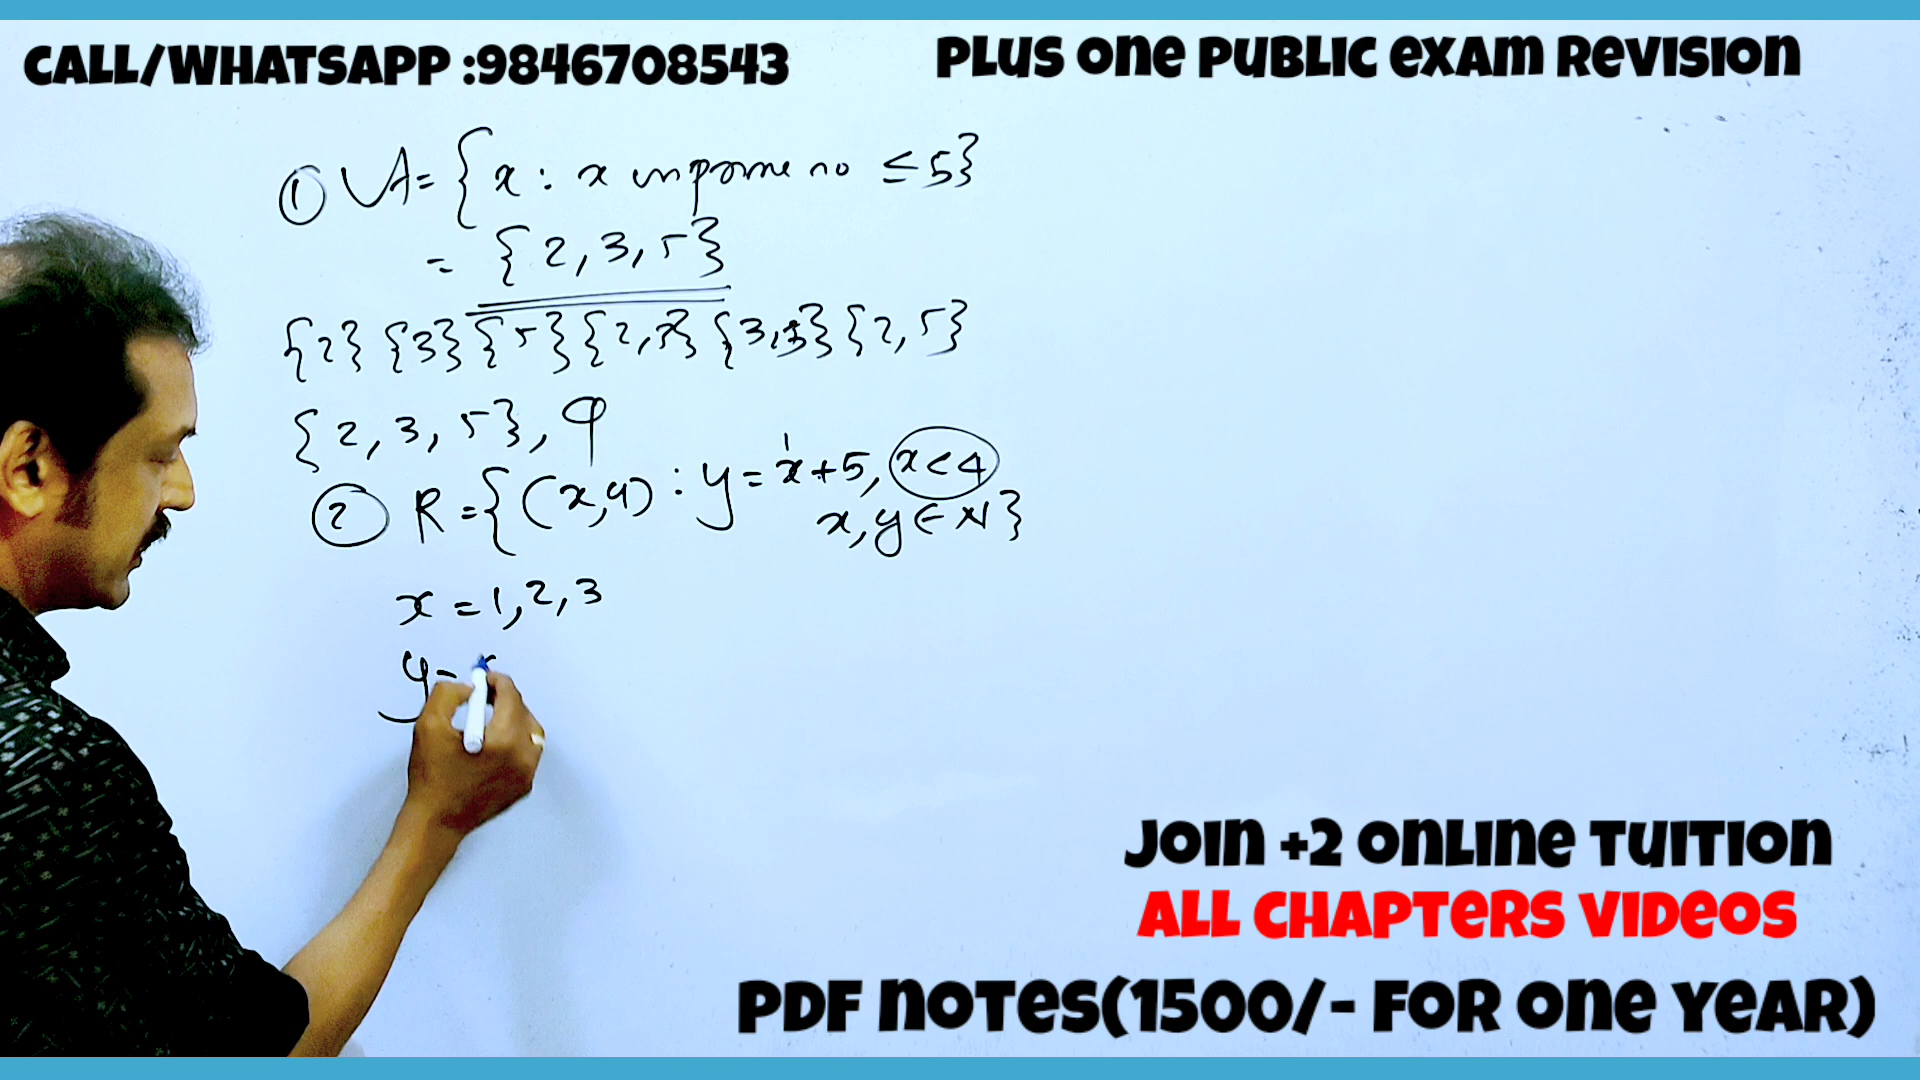 CALL/WHATSAPP :9846708543
PLUS ONE PUBLIC EXAM REVISION
① A = { x : x prime no ≤ 5}
= {2, 3, 5}
{2} {3} {5} {2, 3} {3, 5} {2, 5}
{2, 3, 5}, φ
② R = { (x, y) : y = x + 5, x < 4
x, y ∈ N }
x = 1, 2, 3
y =
JOIN +2 ONLINE TUITION
ALL CHAPTERS VIDEOS
PDF NOTES(1500/- FOR ONE YEAR)